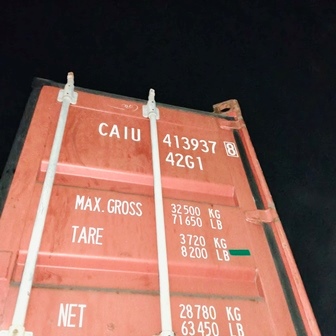 CAIU 413937 8
42G1
MAX.GROSS 32500 KG
71650 LB
TARE 3720 KG
8200 LB
NET 28780 KG
63450 LB